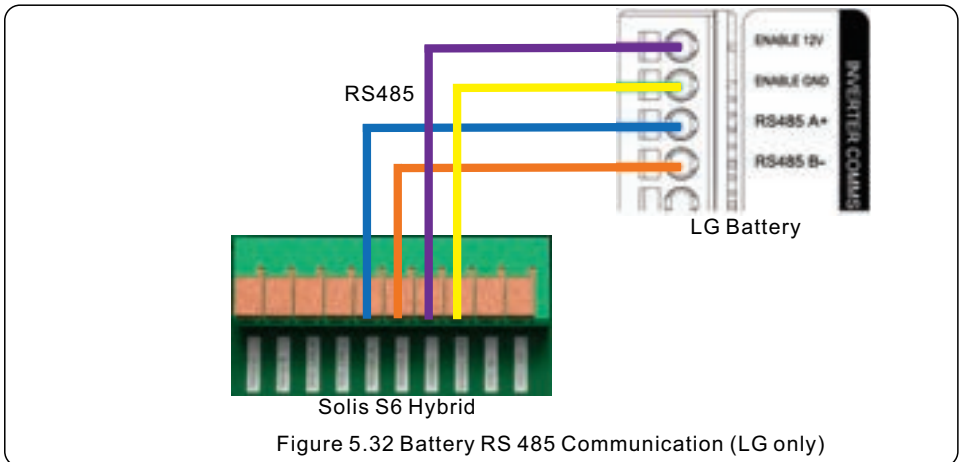 ENABLE 12V
ENABLE GND
RS485
RS485 A+
RS485 B-
INVERTER COMMS
LG Battery
Solis S6 Hybrid
Figure 5.32 Battery RS 485 Communication (LG only)